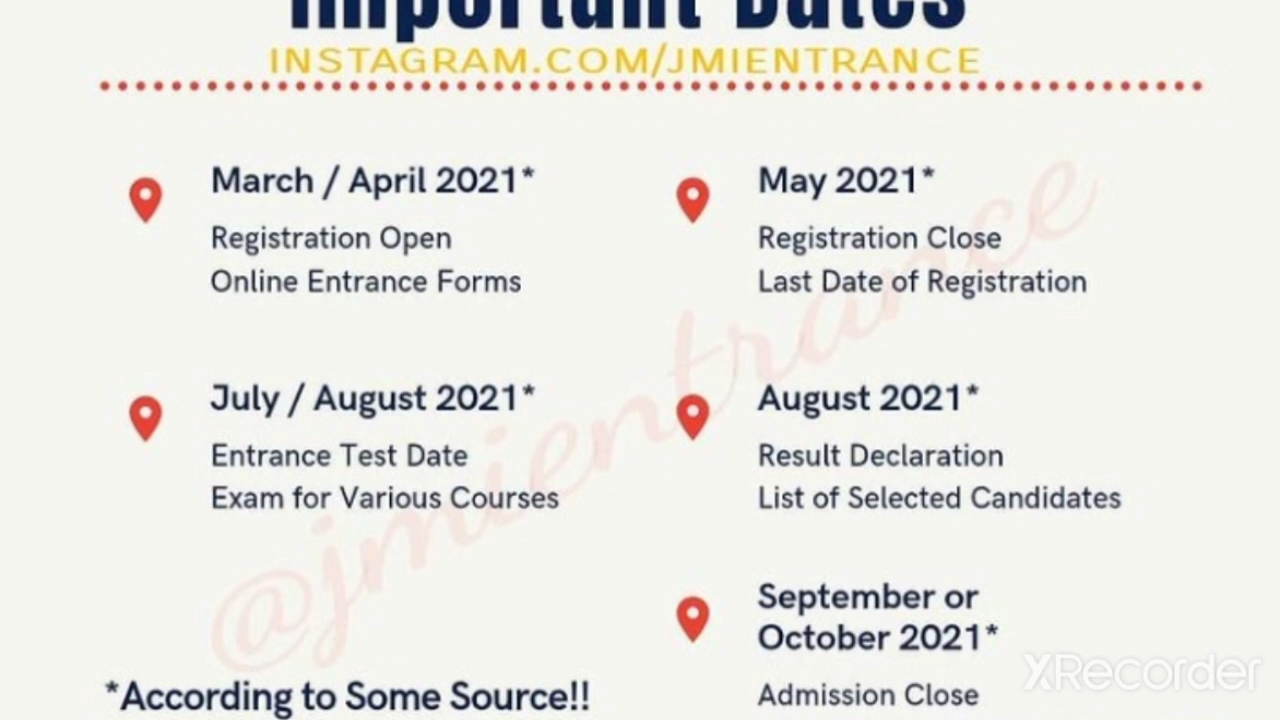 Important Dates
INSTAGRAM.COM/JMIENTRANCE
March / April 2021*
Registration Open
Online Entrance Forms
May 2021*
Registration Close
Last Date of Registration
July / August 2021*
Entrance Test Date
Exam for Various Courses
August 2021*
Result Declaration
List of Selected Candidates
September or
October 2021*
Admission Close
*According to Some Source!!
@jmientrance
XRecorder